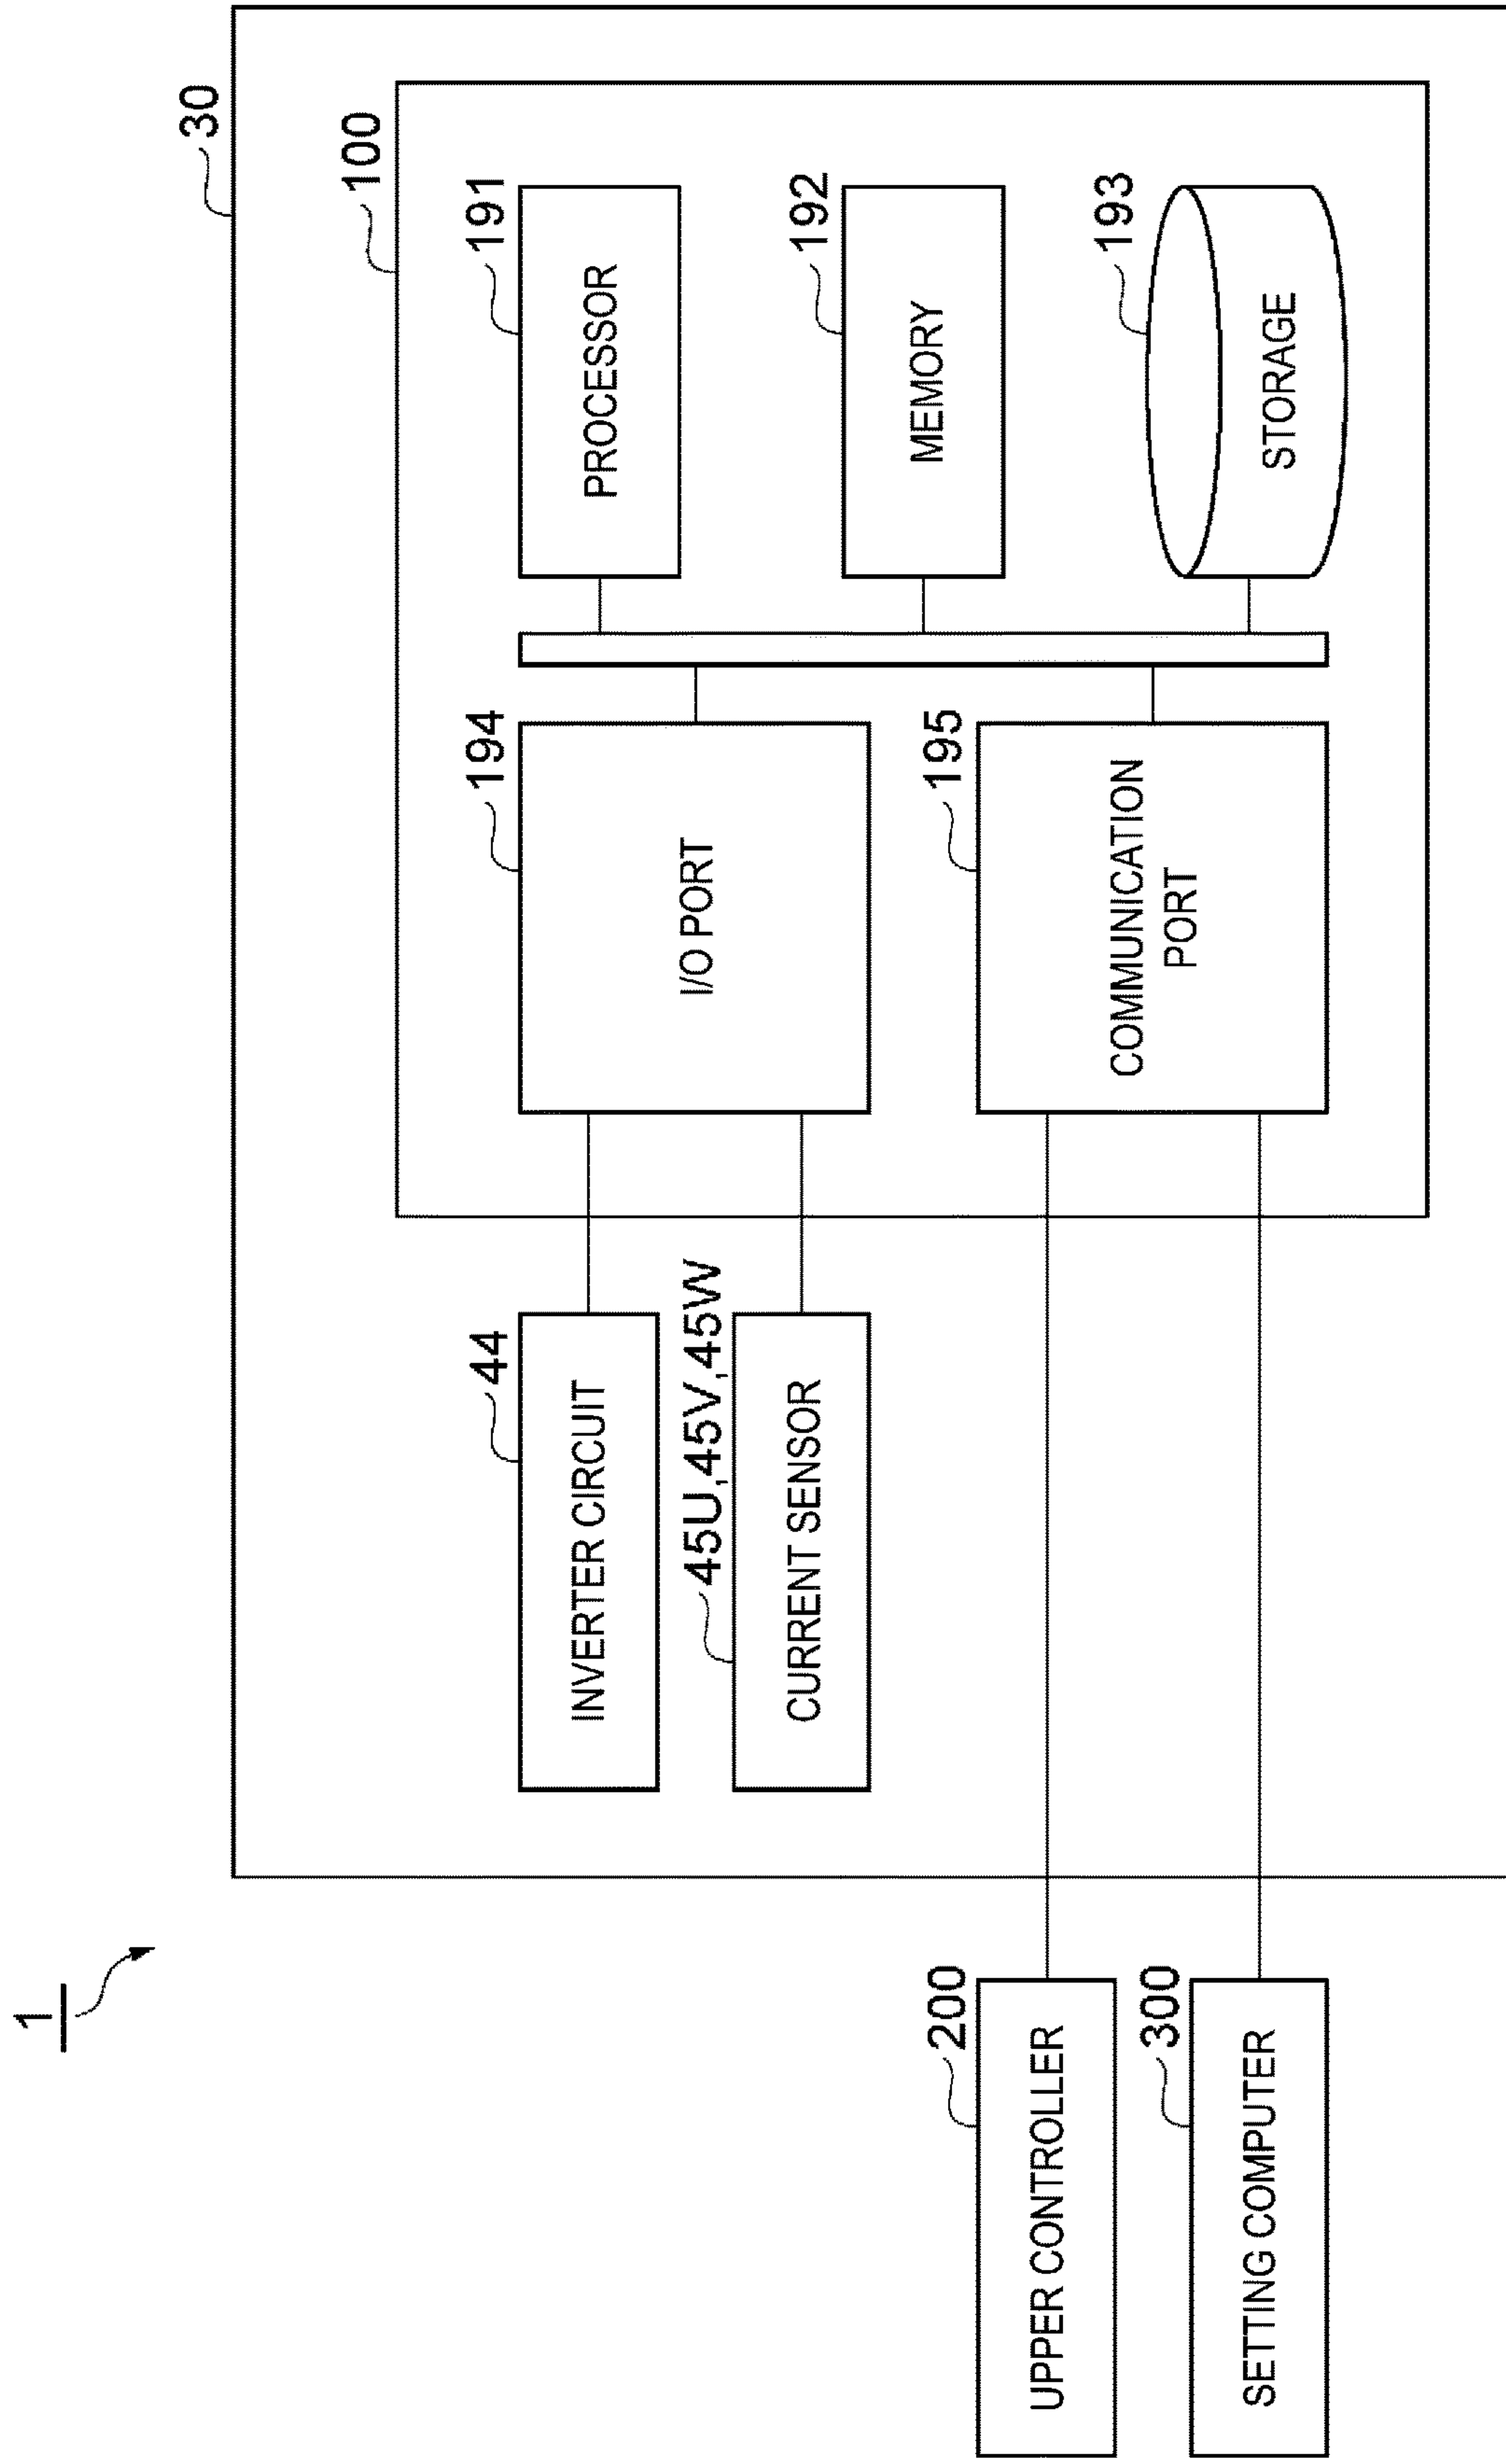 1
30
100
44
INVERTER CIRCUIT
194
I/O PORT
191
PROCESSOR
45U,45V,45W
CURRENT SENSOR
192
MEMORY
200
UPPER CONTROLLER
195
COMMUNICATION
PORT
193
STORAGE
300
SETTING COMPUTER